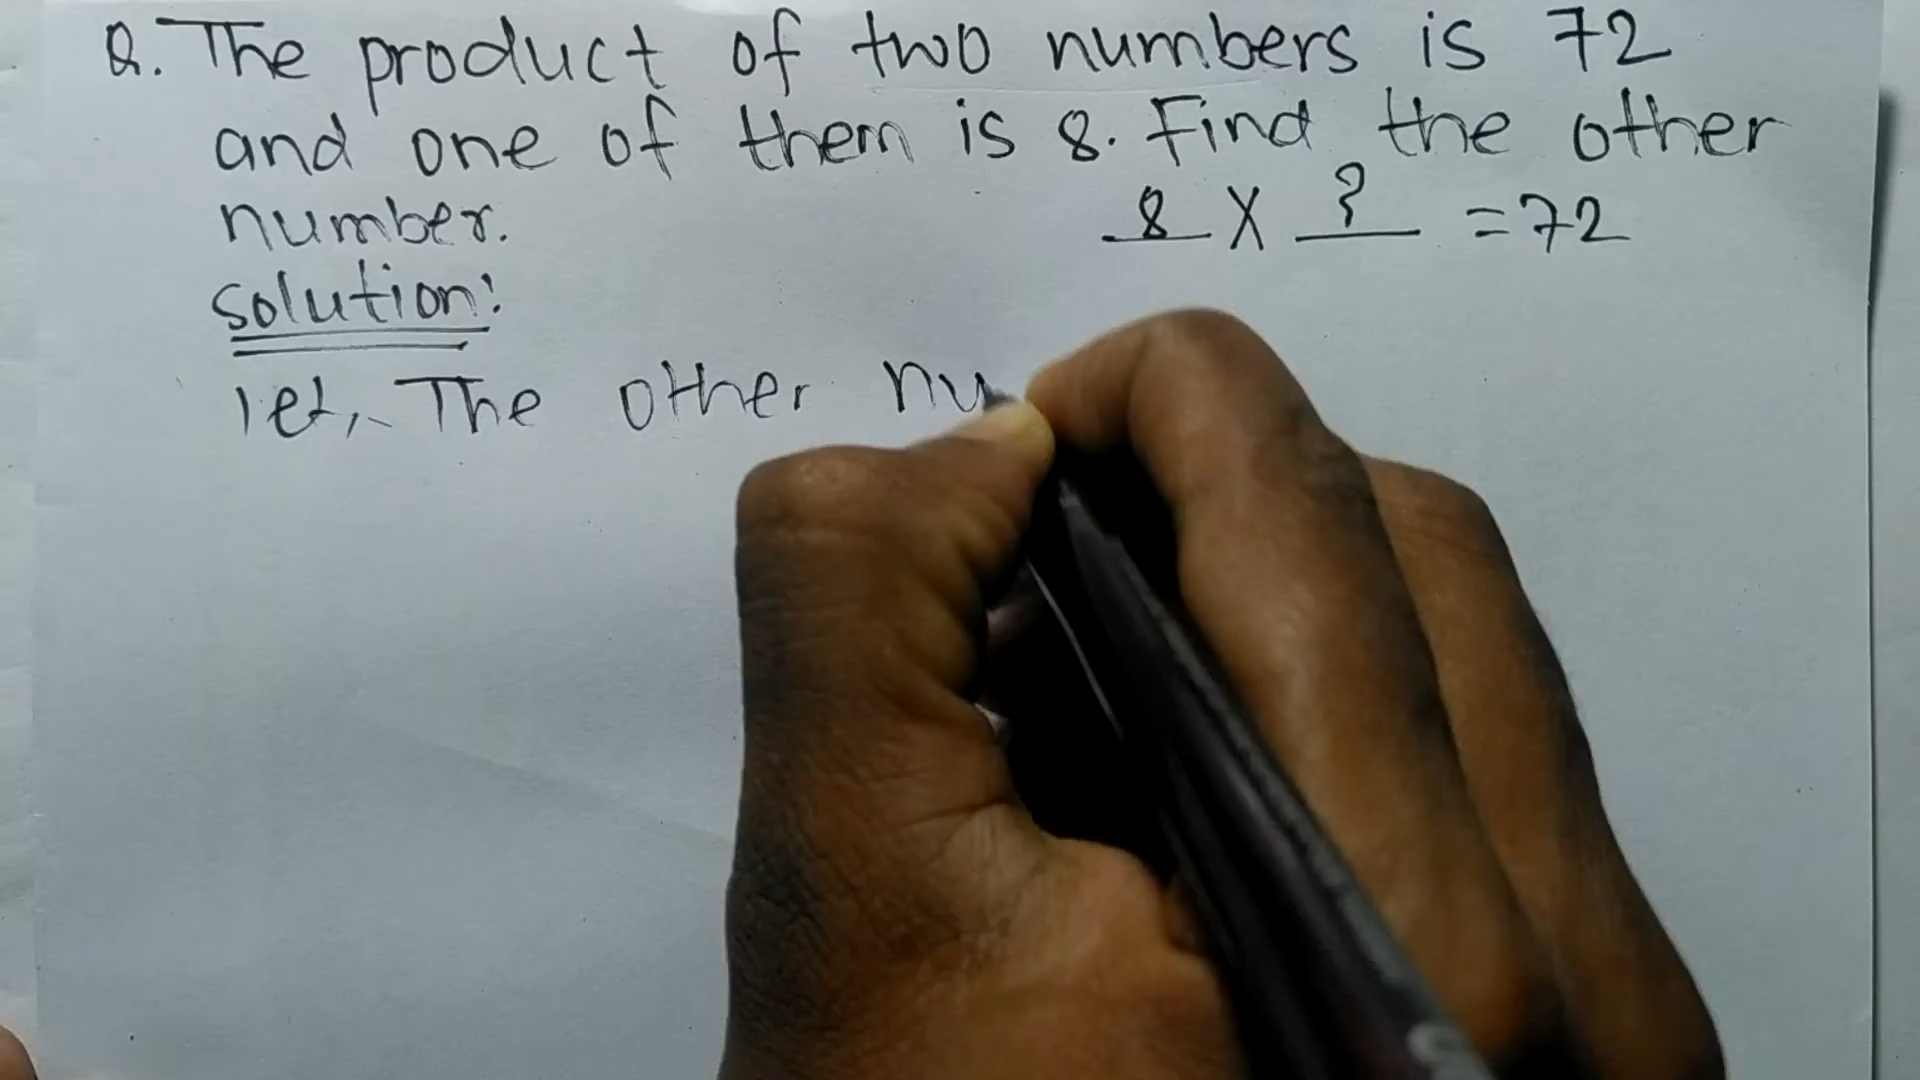 Q. The product of two numbers is 72
and one of them is 8. Find the other
number.
8 X ? = 72
solution:
let, The other nu